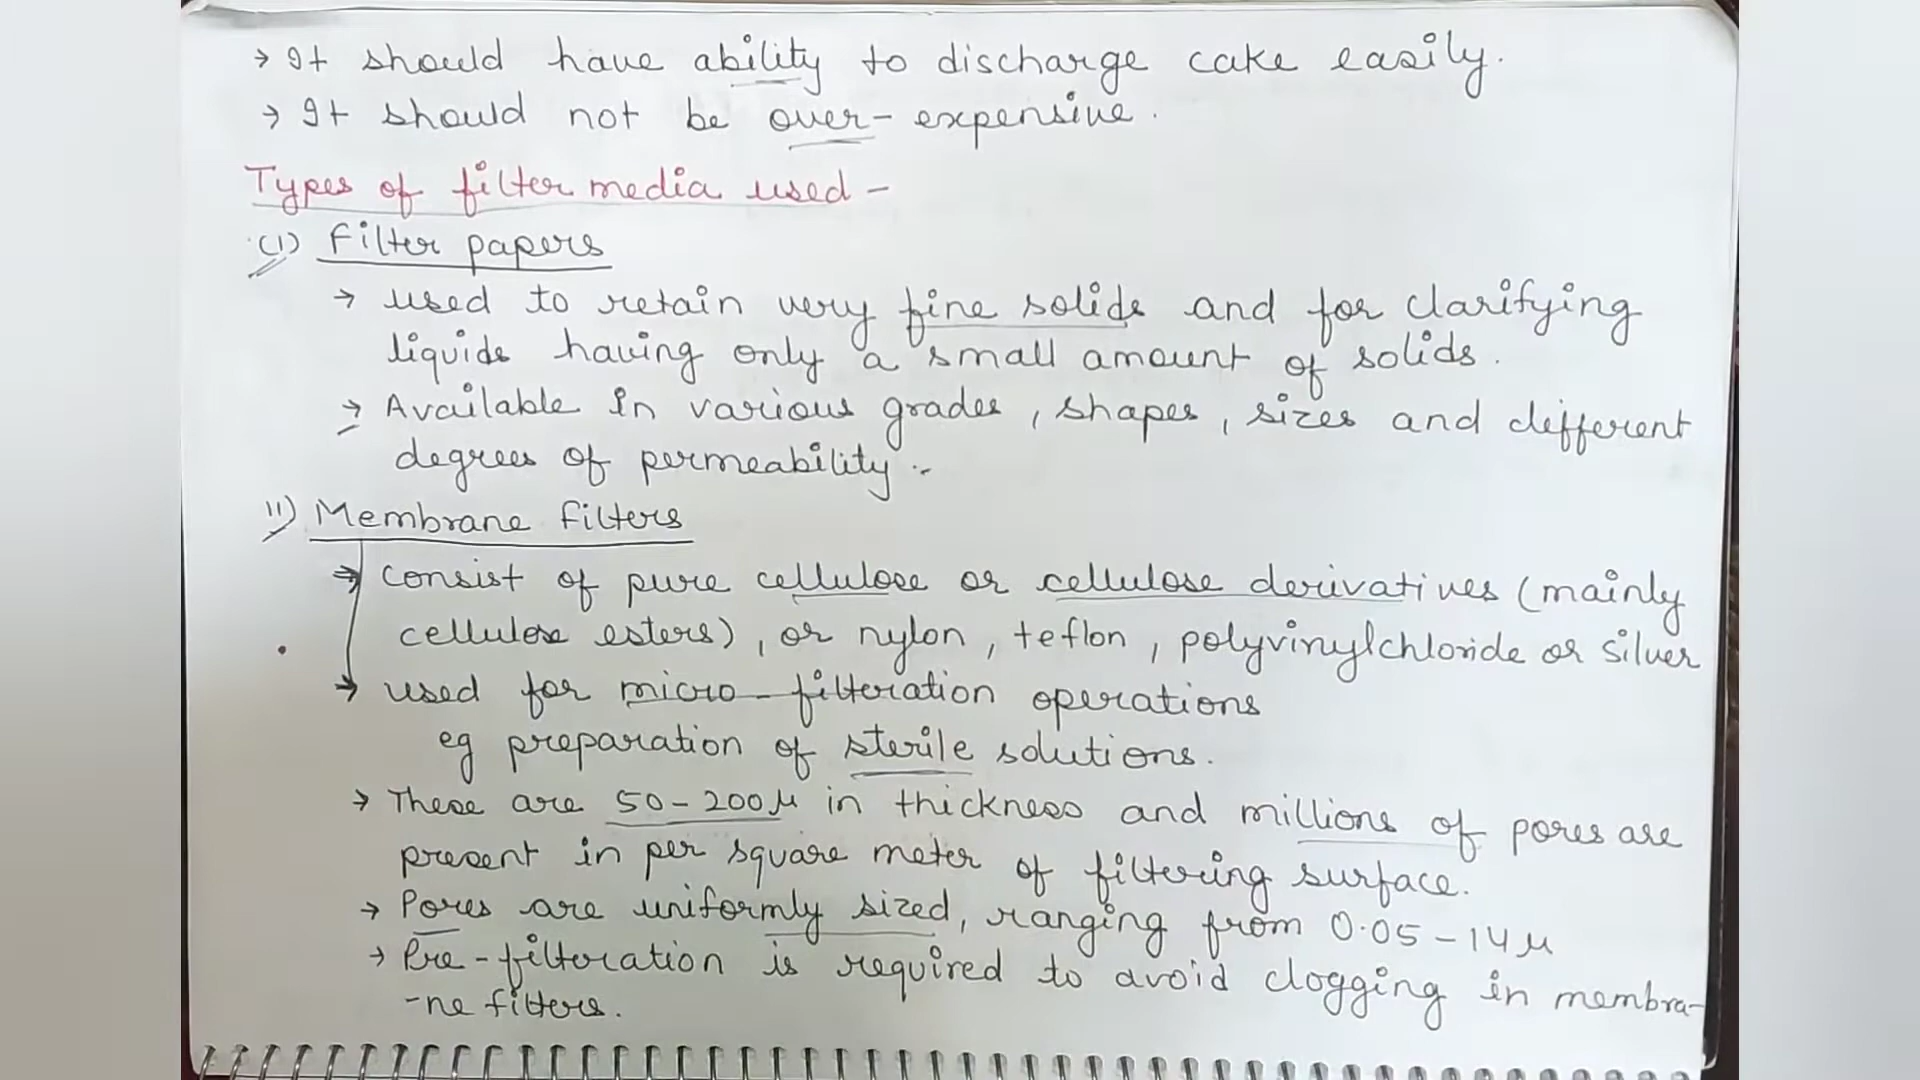 → It should have ability to discharge cake easily.
→ It should not be over-expensive.
Types of filter media used -
(1) Filter papers
→ used to retain very fine solids and for clarifying
liquids having only a small amount of solids.
→ Available in various grades, shapes, sizes and different
degrees of permeability.
11) Membrane filters
→ consist of pure cellulose or cellulose derivatives (mainly
cellulose esters), or nylon, teflon, polyvinylchloride or silver
→ used for micro-filteration operations
eg preparation of sterile solutions.
→ These are 50-200µ in thickness and millions of pores are
present in per square meter of filtering surface.
→ Pores are uniformly sized, ranging from 0.05-14µ
→ Pre-filteration is required to avoid clogging in membra-
-ne filters.